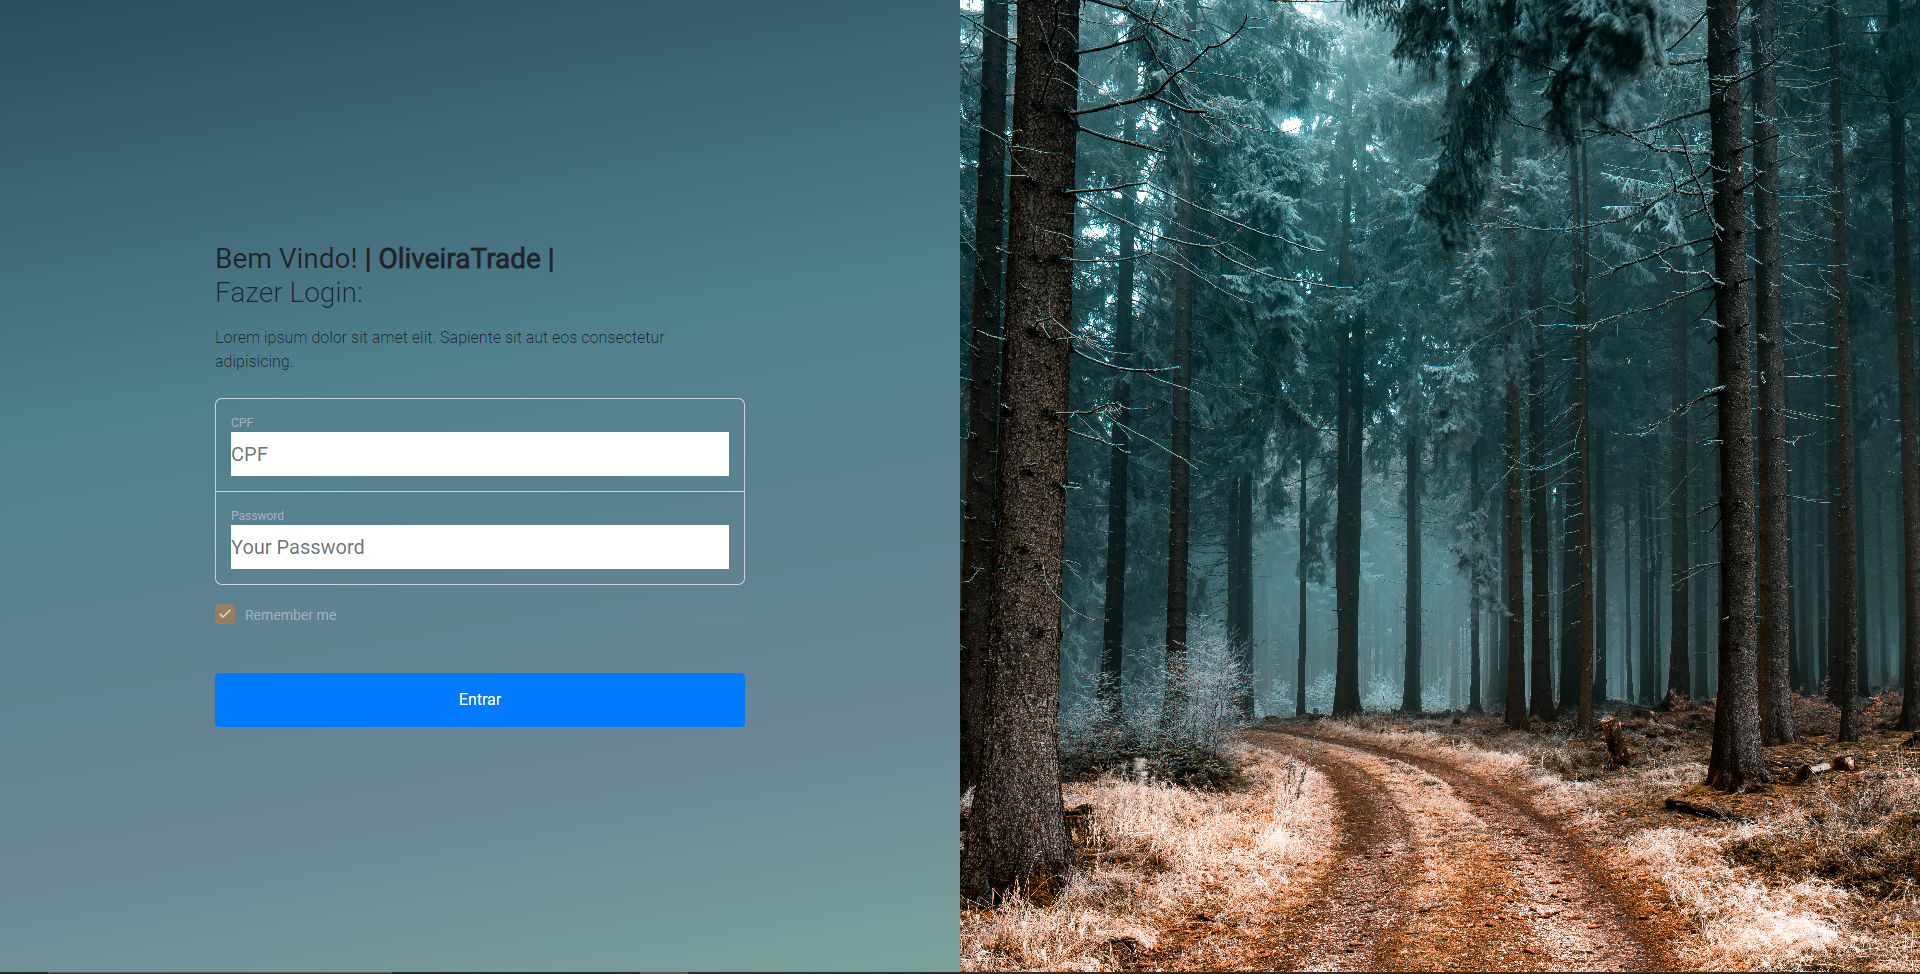 Bem Vindo! | OliveiraTrade |
Fazer Login:
Lorem ipsum dolor sit amet elit. Sapiente sit aut eos consectetur
adipisicing.
CPF
CPF
Password
Your Password
Remember me
Entrar